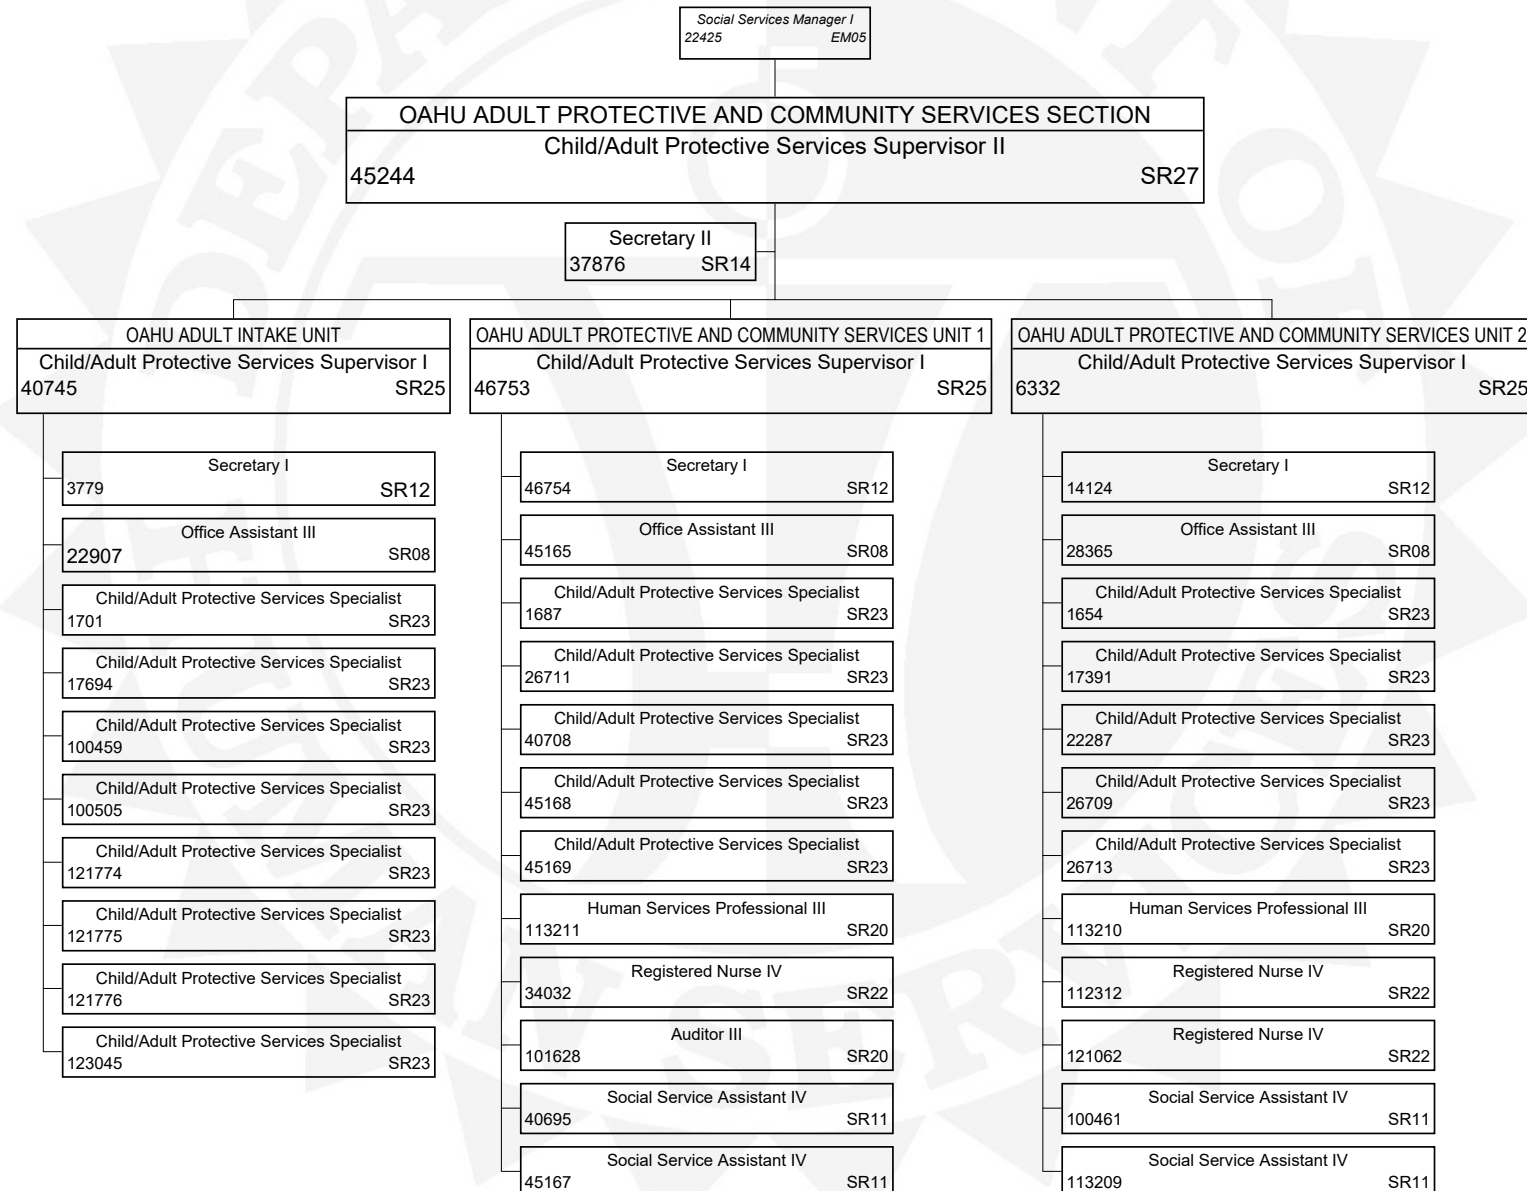 Social Services Manager I
22425 EM05
OAHU ADULT PROTECTIVE AND COMMUNITY SERVICES SECTION
Child/Adult Protective Services Supervisor II
45244 SR27
Secretary II
37876 SR14
OAHU ADULT INTAKE UNIT
Child/Adult Protective Services Supervisor I
40745 SR25
Secretary I
3779 SR12
Office Assistant III
22907 SR08
Child/Adult Protective Services Specialist
1701 SR23
Child/Adult Protective Services Specialist
17694 SR23
Child/Adult Protective Services Specialist
100459 SR23
Child/Adult Protective Services Specialist
100505 SR23
Child/Adult Protective Services Specialist
121774 SR23
Child/Adult Protective Services Specialist
121775 SR23
Child/Adult Protective Services Specialist
121776 SR23
Child/Adult Protective Services Specialist
123045 SR23
OAHU ADULT PROTECTIVE AND COMMUNITY SERVICES UNIT 1
Child/Adult Protective Services Supervisor I
46753 SR25
Secretary I
46754 SR12
Office Assistant III
45165 SR08
Child/Adult Protective Services Specialist
1687 SR23
Child/Adult Protective Services Specialist
26711 SR23
Child/Adult Protective Services Specialist
40708 SR23
Child/Adult Protective Services Specialist
45168 SR23
Child/Adult Protective Services Specialist
45169 SR23
Human Services Professional III
113211 SR20
Registered Nurse IV
34032 SR22
Auditor III
101628 SR20
Social Service Assistant IV
40695 SR11
Social Service Assistant IV
45167 SR11
OAHU ADULT PROTECTIVE AND COMMUNITY SERVICES UNIT 2
Child/Adult Protective Services Supervisor I
6332 SR25
Secretary I
14124 SR12
Office Assistant III
28365 SR08
Child/Adult Protective Services Specialist
1654 SR23
Child/Adult Protective Services Specialist
17391 SR23
Child/Adult Protective Services Specialist
22287 SR23
Child/Adult Protective Services Specialist
26709 SR23
Child/Adult Protective Services Specialist
26713 SR23
Human Services Professional III
113210 SR20
Registered Nurse IV
112312 SR22
Registered Nurse IV
121062 SR22
Social Service Assistant IV
100461 SR11
Social Service Assistant IV
113209 SR11